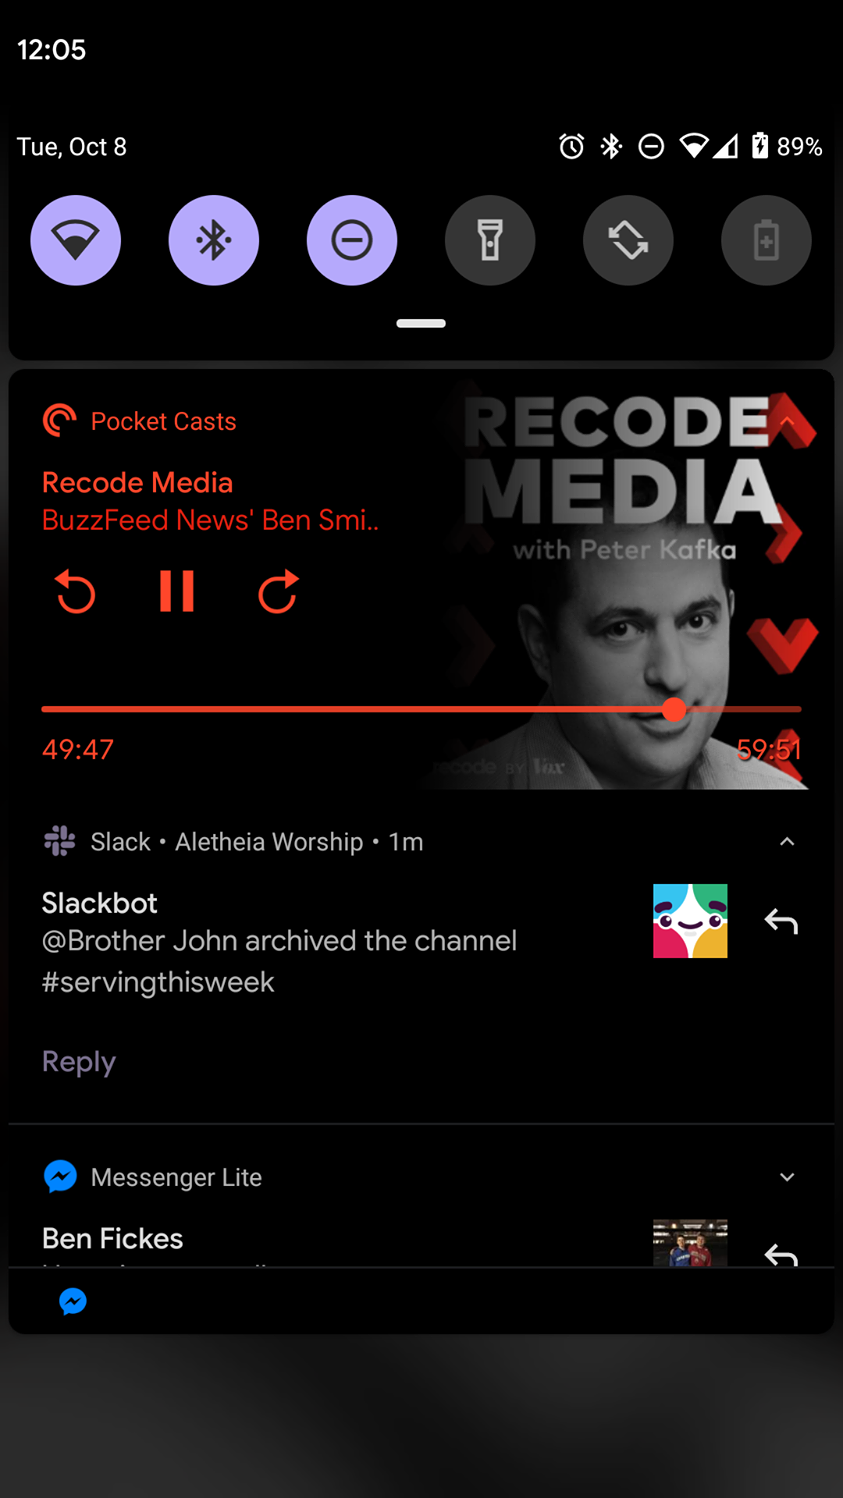 12:05
Tue, Oct 8
89%
Pocket Casts
RECODE
MEDIA
with Peter Kafka
Recode Media
BuzzFeed News' Ben Smi..
49:47
59:51
recode BY Vox
Slack • Aletheia Worship • 1m
Slackbot
@Brother John archived the channel
#servingthisweek
Reply
Messenger Lite
Ben Fickes